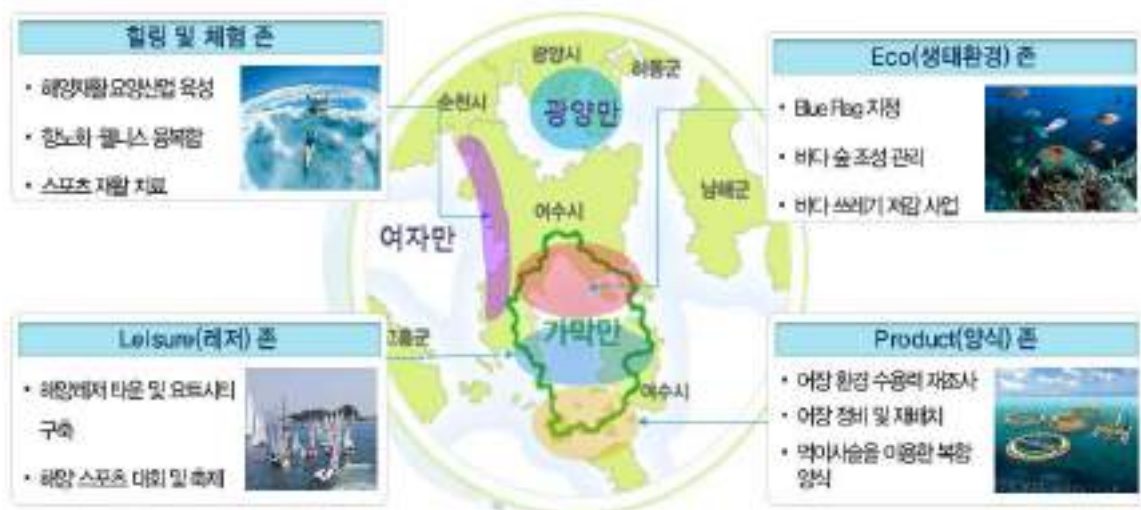 힐링 및 체험 존
• 해양재활 요양산업 육성
• 항노화 웰니스 융복합
• 스포츠 재활 치료
Leisure(레저) 존
• 해양레저 타운 및 요트시티
구축
• 해양 스포츠 대회 및 축제
광양시
하동군
순천시
광양만
남해군
여수시
여자만
가막만
고흥군
여수시
Eco(생태환경) 존
• Blue Flag 지정
• 바다 숲 조성 관리
• 바다 쓰레기 저감 사업
Product(양식) 존
• 어장 환경 수용력 재조사
• 어장 정비 및 재배치
• 먹이사슬을 이용한 복합
양식